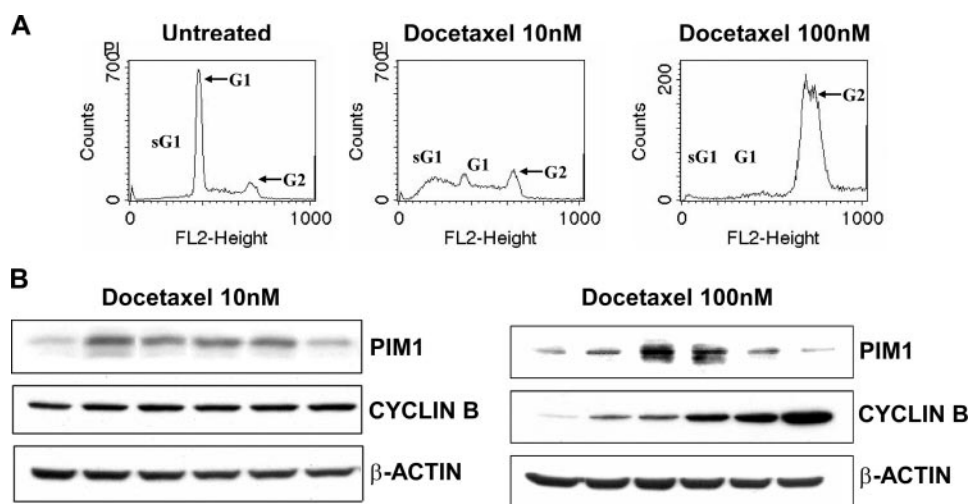 A
Untreated
Docetaxel 10nM
Docetaxel 100nM
700
Counts
0
sG1
G1
G2
0
1000
FL2-Height
700
Counts
0
sG1
G1
G2
0
1000
FL2-Height
200
Counts
0
sG1
G1
G2
0
1000
FL2-Height
B
Docetaxel 10nM
PIM1
CYCLIN B
β-ACTIN
Docetaxel 100nM
PIM1
CYCLIN B
β-ACTIN